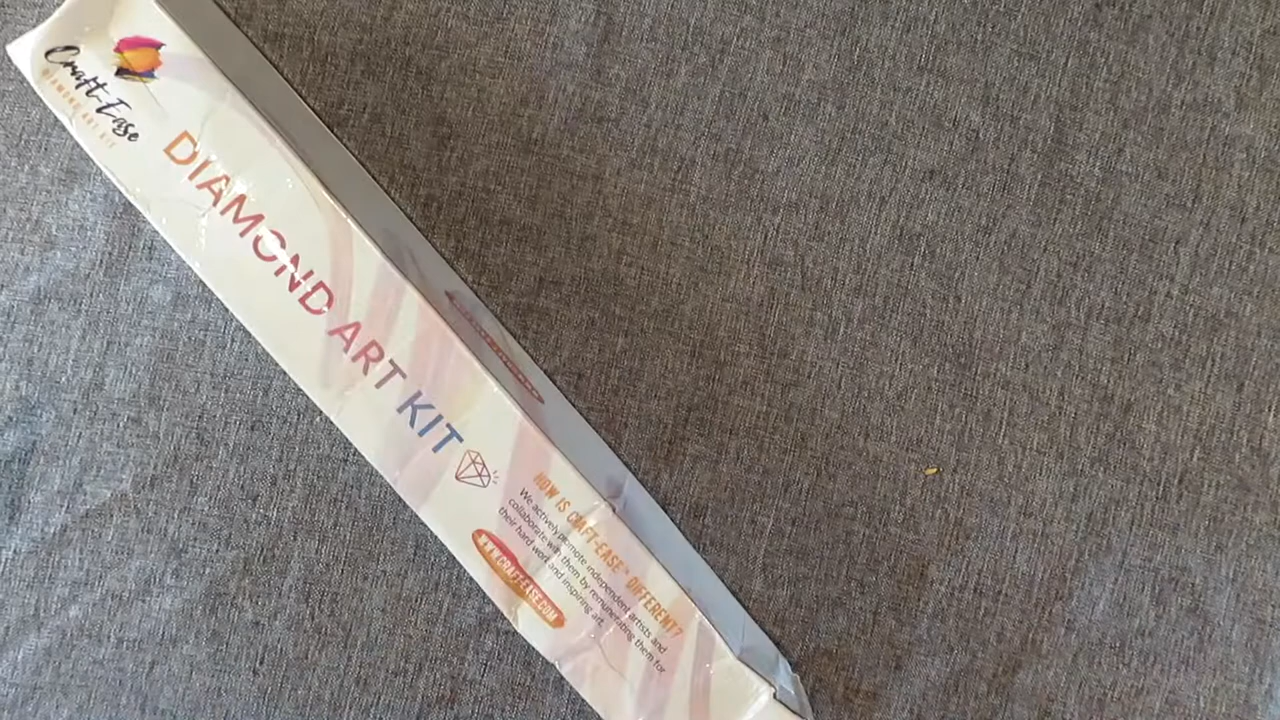 Craft-Ease
DIAMOND ART KIT
DIAMOND ART KIT
HOW IS CRAFT-EASE™ DIFFERENT?
We actively promote independent artists and
collaborate with them by remunerating them for
their hard work and inspiring art.
WWW.CRAFT-EASE.COM